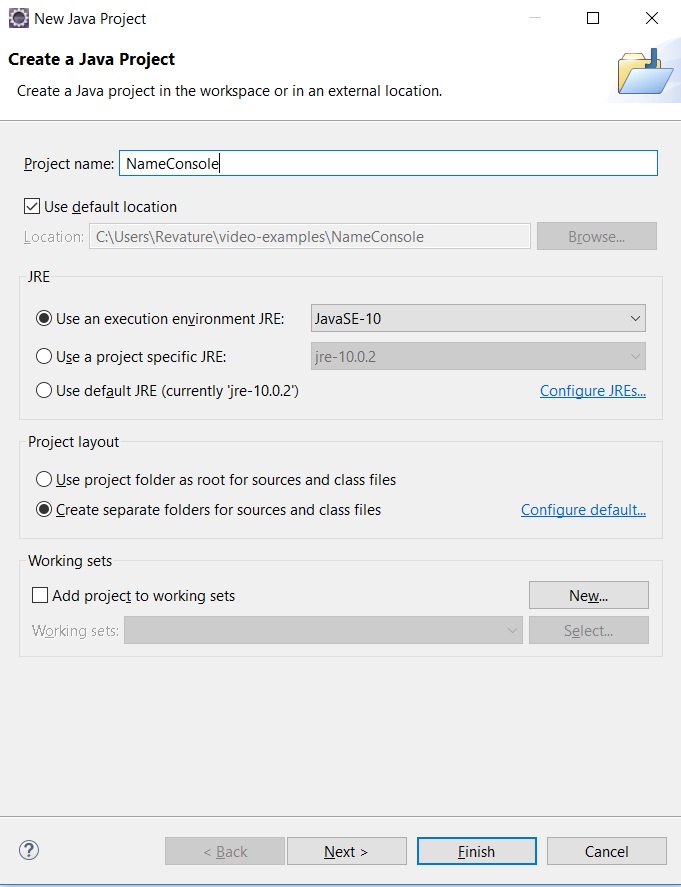 New Java Project
Create a Java Project
Create a Java project in the workspace or in an external location.
Project name: NameConsole
Use default location
Location: C:\Users\Revature\video-examples\NameConsole Browse...
JRE
Use an execution environment JRE: JavaSE-10
Use a project specific JRE: jre-10.0.2
Use default JRE (currently 'jre-10.0.2') Configure JREs...
Project layout
Use project folder as root for sources and class files
Create separate folders for sources and class files Configure default...
Working sets
Add project to working sets New...
Working sets: Select...
? < Back Next > Finish Cancel